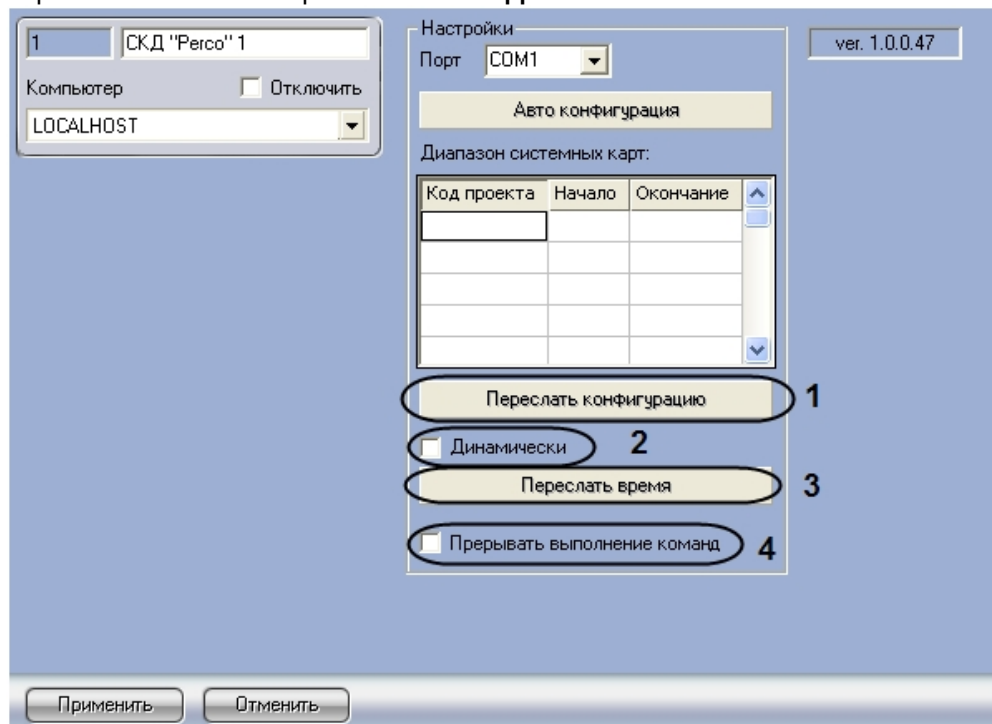 1 СКД "Perco" 1
Компьютер Отключить
LOCALHOST
Настройки
Порт COM1
Авто конфигурация
Диапазон системных карт:
Код проекта Начало Окончание
Переслать конфигурацию 1
Динамически 2
Переслать время 3
Прерывать выполнение команд 4
ver. 1.0.0.47
Применить Отменить